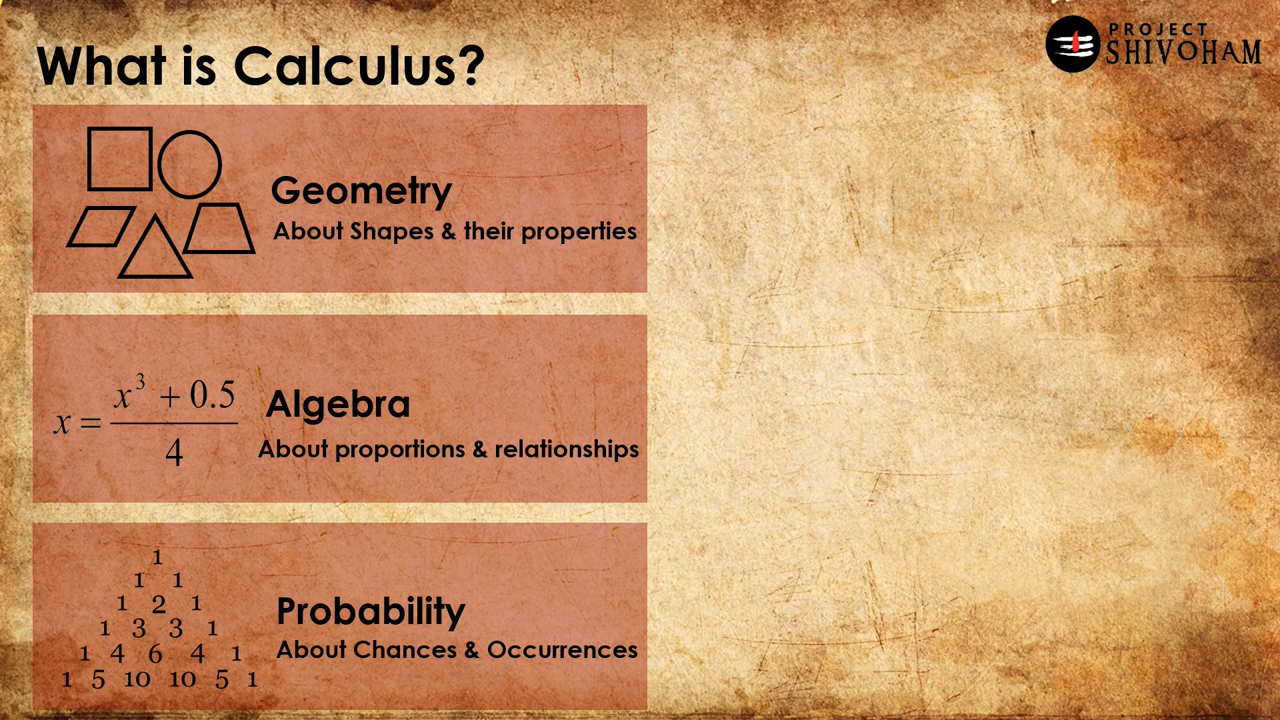 What is Calculus?
PROJECT
SHIVOHAM
Geometry
About Shapes & their properties
x = (x³ + 0.5) / 4
Algebra
About proportions & relationships
1
1 1
1 2 1
1 3 3 1
1 4 6 4 1
1 5 10 10 5 1
Probability
About Chances & Occurrences